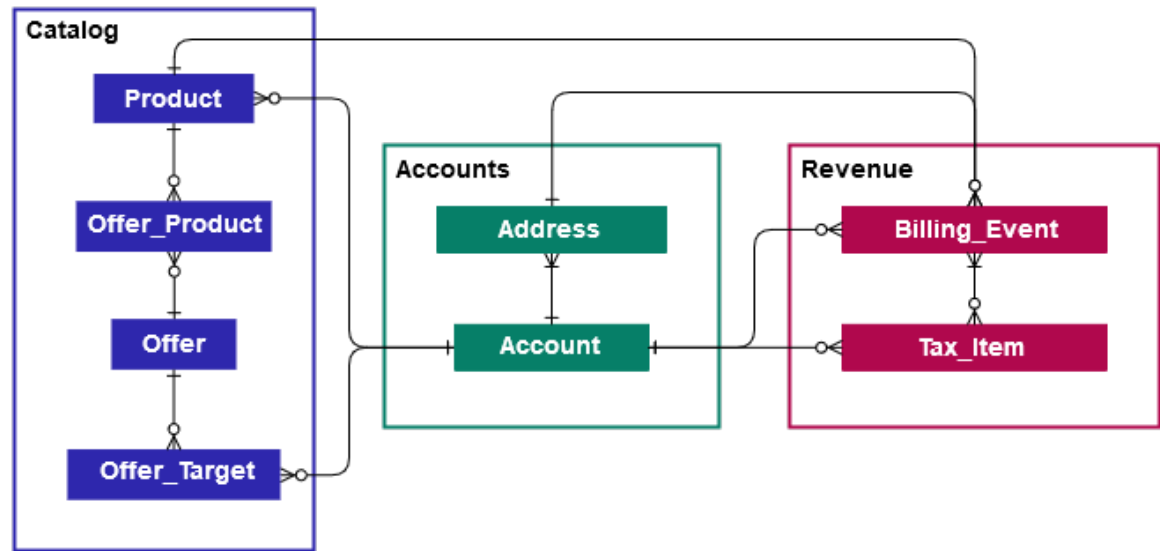 Catalog
Product
Offer_Product
Offer
Offer_Target
Accounts
Address
Account
Revenue
Billing_Event
Tax_Item